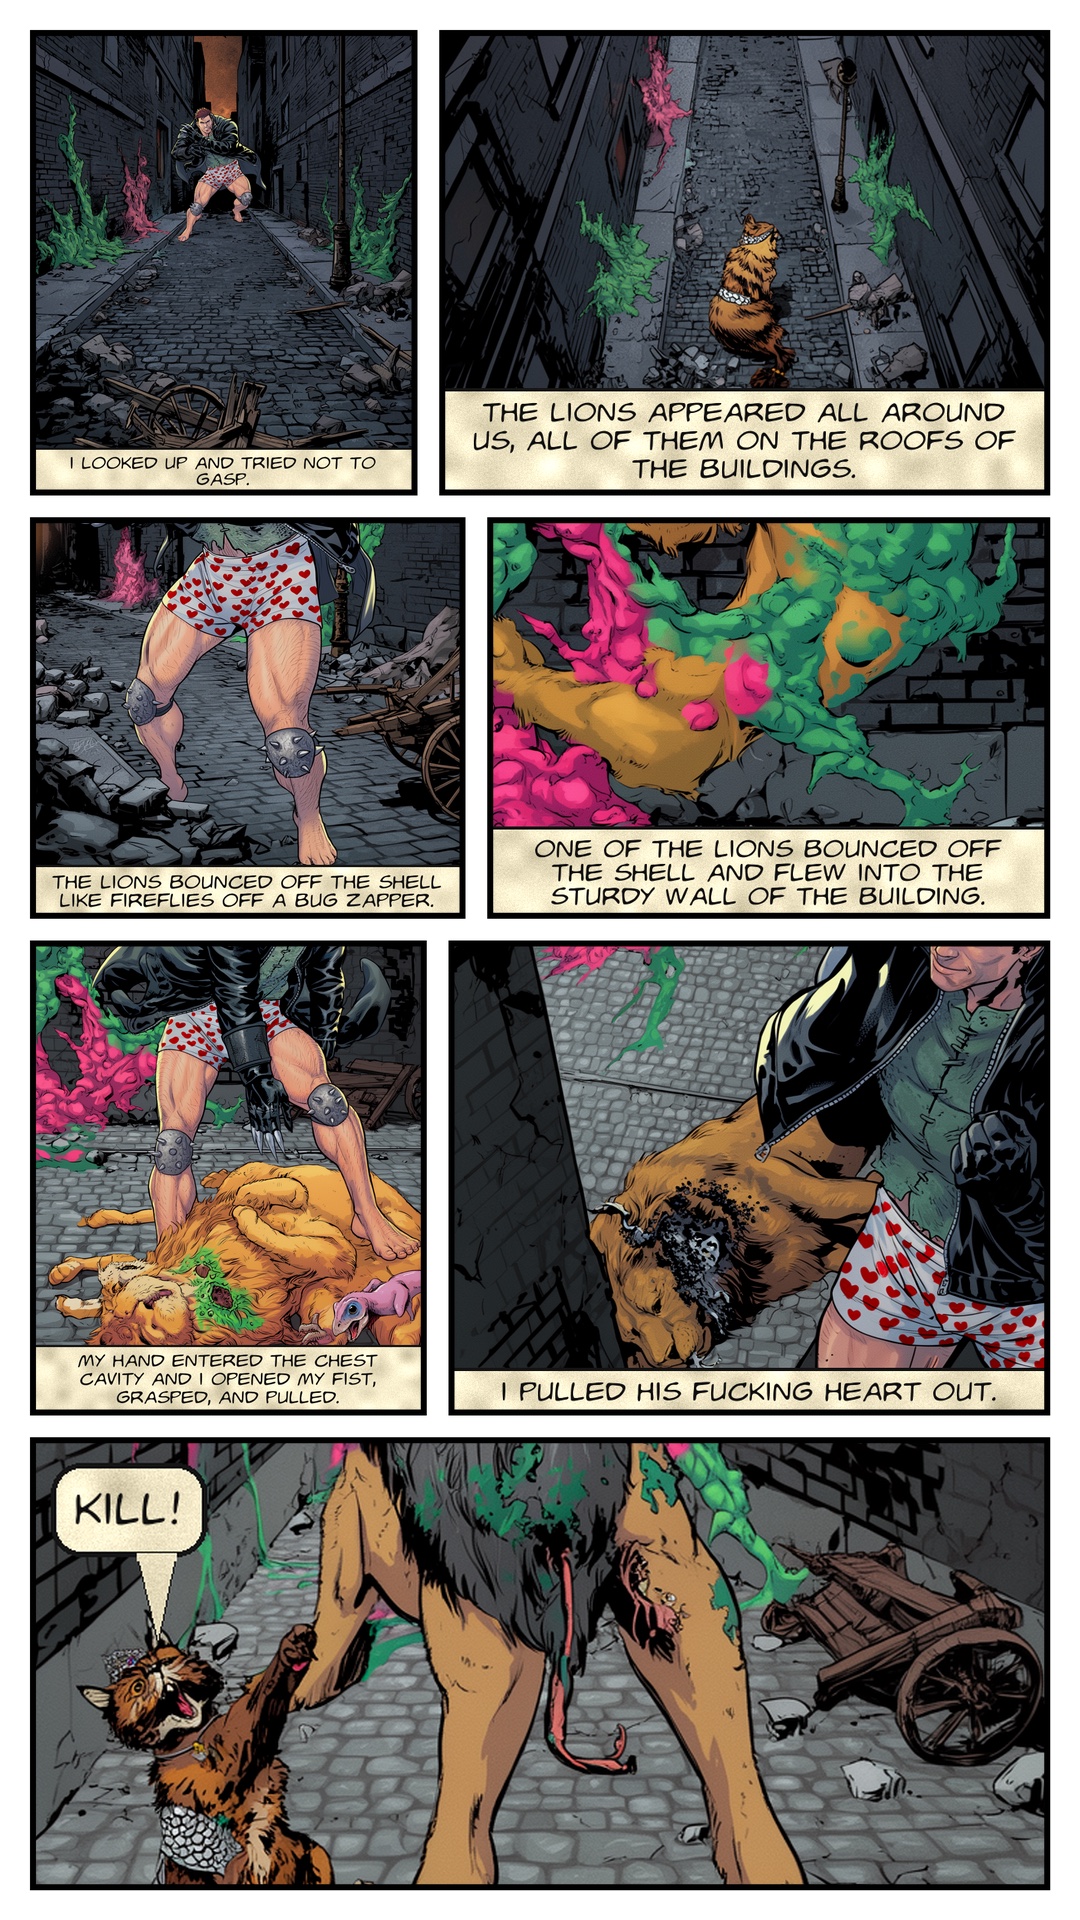 I LOOKED UP AND TRIED NOT TO
GASP.
THE LIONS APPEARED ALL AROUND
US, ALL OF THEM ON THE ROOFS OF
THE BUILDINGS.
THE LIONS BOUNCED OFF THE SHELL
LIKE FIREFLIES OFF A BUG ZAPPER.
ONE OF THE LIONS BOUNCED OFF
THE SHELL AND FLEW INTO THE
STURDY WALL OF THE BUILDING.
MY HAND ENTERED THE CHEST
CAVITY AND I OPENED MY FIST,
GRASPED, AND PULLED.
I PULLED HIS FUCKING HEART OUT.
KILL!